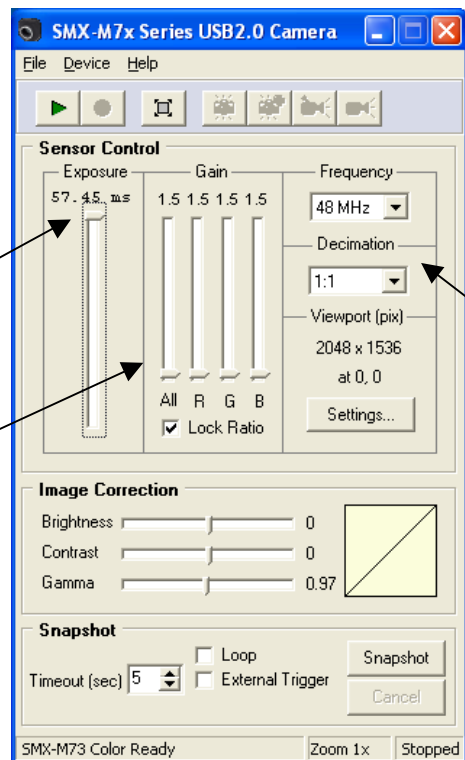 SMX-M7x Series USB2.0 Camera
File Device Help
Sensor Control
Exposure
57.45 ms
Gain
1.5 1.5 1.5 1.5
All R G B
Lock Ratio
Frequency
48 MHz
Decimation
1:1
Viewport (pix)
2048 x 1536
at 0, 0
Settings...
Image Correction
Brightness 0
Contrast 0
Gamma 0.97
Snapshot
Timeout (sec) 5
Loop
External Trigger
Snapshot
Cancel
SMX-M73 Color Ready Zoom 1x Stopped